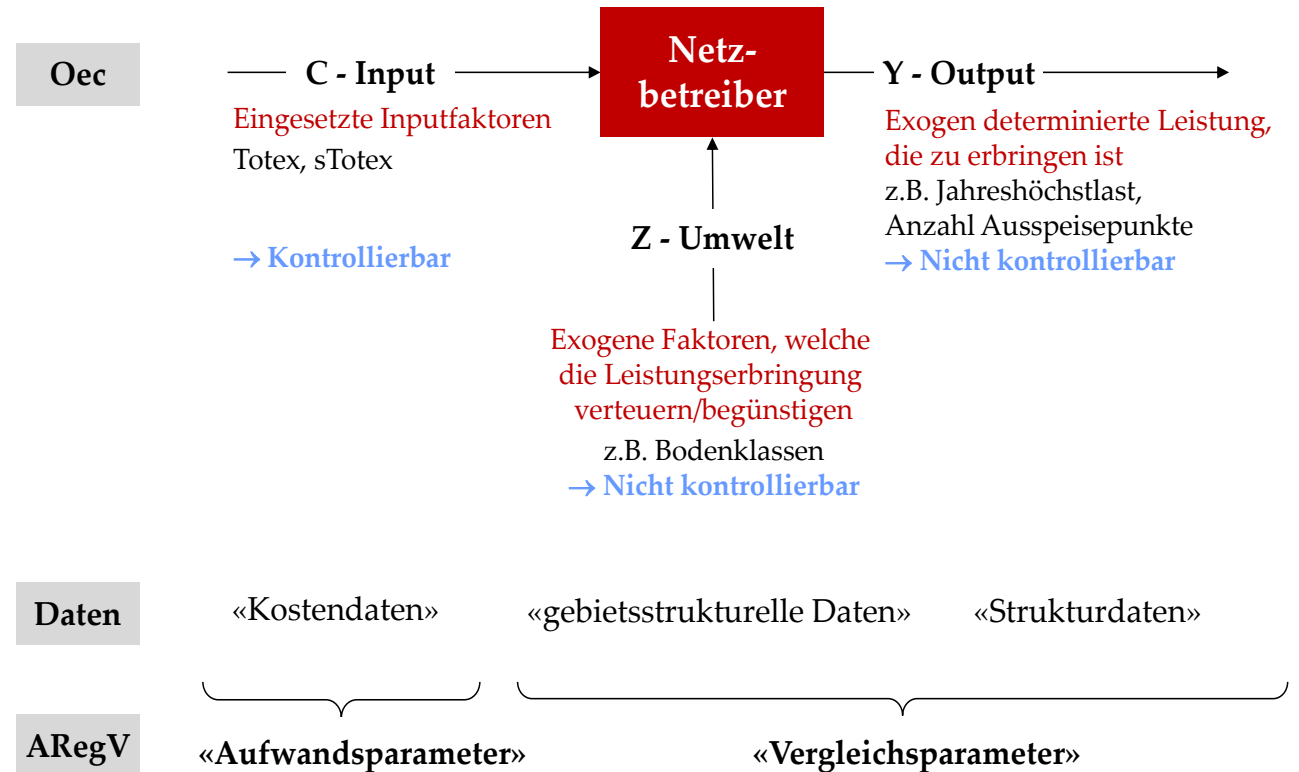 Oec
C - Input
Eingesetzte Inputfaktoren
Totex, sTotex
→ Kontrollierbar
Netz-
betreiber
Y - Output
Exogen determinierte Leistung,
die zu erbringen ist
z.B. Jahreshöchstlast,
Anzahl Ausspeisepunkte
→ Nicht kontrollierbar
Z - Umwelt
Exogene Faktoren, welche
die Leistungserbringung
verteuern/begünstigen
z.B. Bodenklassen
→ Nicht kontrollierbar
Daten
«Kostendaten»
«gebietsstrukturelle Daten»
«Strukturdaten»
ARegV
«Aufwandsparameter»
«Vergleichsparameter»